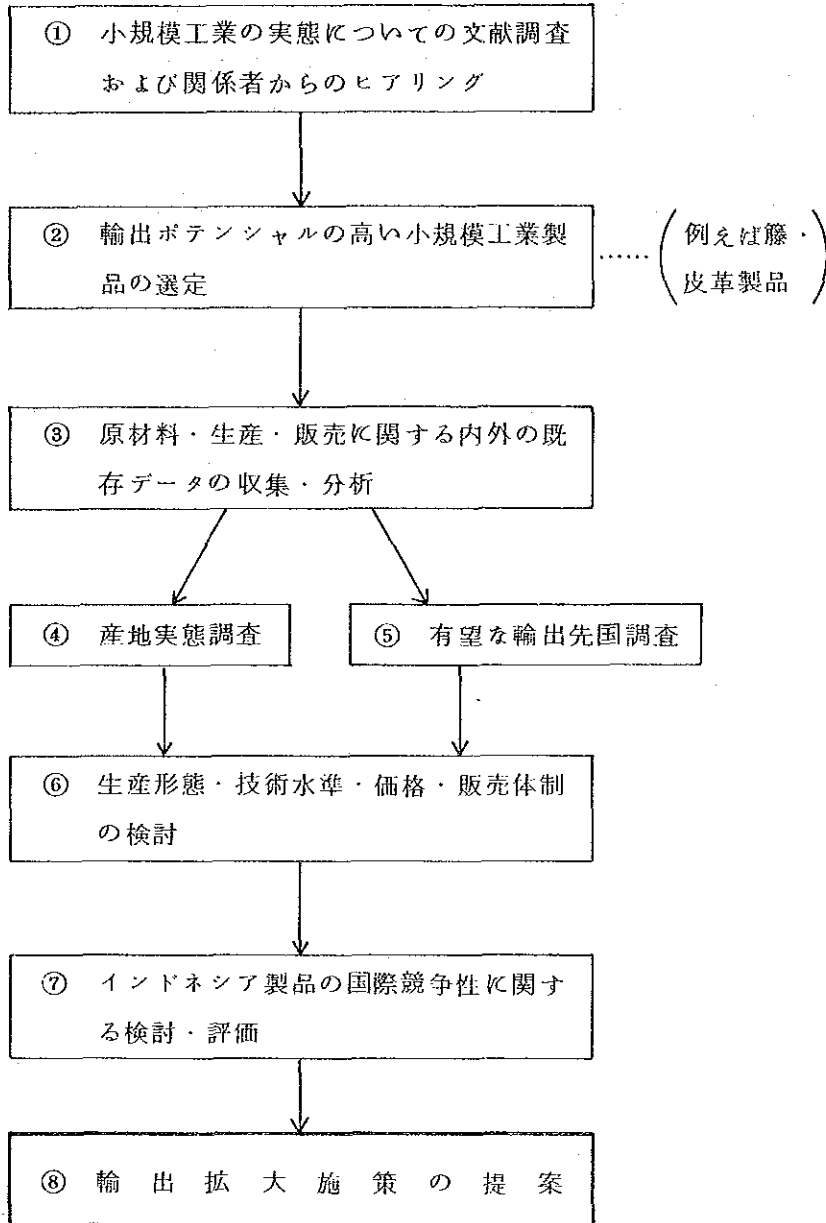 ① 小規模工業の実態についての文献調査
および関係者からのヒアリング
② 輸出ポテンシャルの高い小規模工業製
品の選定
……(例えば籐・
皮革製品)
③ 原材料・生産・販売に関する内外の既
存データの収集・分析
④ 産地実態調査
⑤ 有望な輸出先国調査
⑥ 生産形態・技術水準・価格・販売体制
の検討
⑦ インドネシア製品の国際競争性に関す
る検討・評価
⑧ 輸出拡大施策の提案